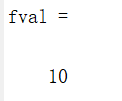 fval =
10